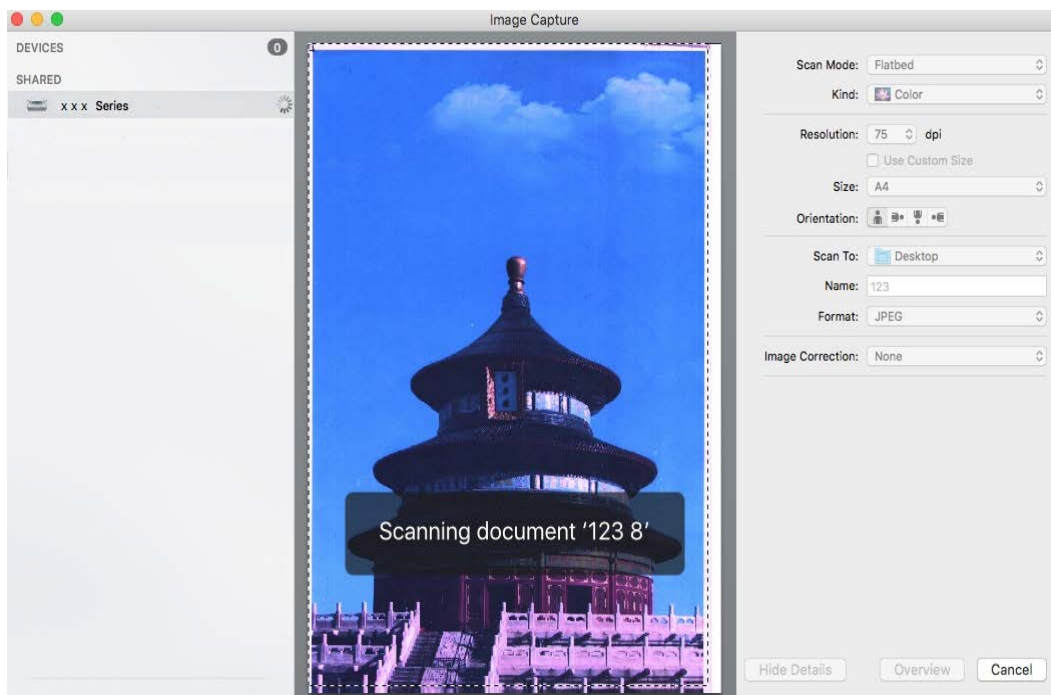 Image Capture
DEVICES 0
SHARED
x x x Series
Scan Mode: Flatbed
Kind: Color
Resolution: 75 dpi
Use Custom Size
Size: A4
Orientation:
Scan To: Desktop
Name: 123
Format: JPEG
Image Correction: None
Scanning document ‘123 8’
Hide Details Overview Cancel